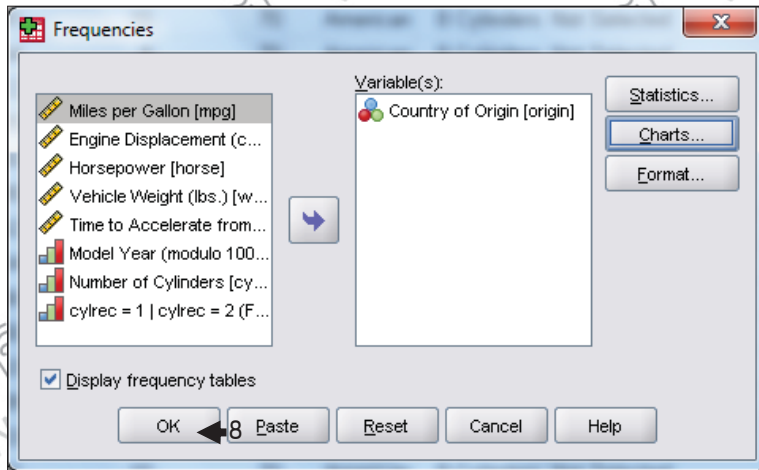 Frequencies
Variable(s):
Miles per Gallon [mpg]
Engine Displacement (c...
Horsepower [horse]
Vehicle Weight (lbs.) [w...
Time to Accelerate from...
Model Year (modulo 100...
Number of Cylinders [cy...
cylrec = 1 | cylrec = 2 (F...
Country of Origin [origin]
Statistics...
Charts...
Format...
Display frequency tables
OK 8 Paste Reset Cancel Help